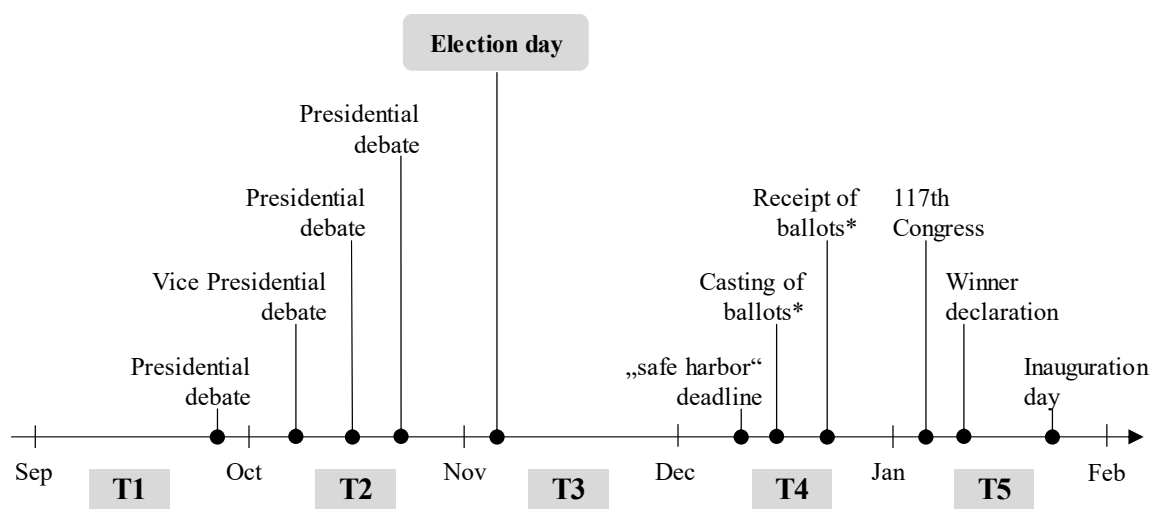 Election day
Presidential
debate
Presidential
debate
Receipt of
ballots*
117th
Congress
Vice Presidential
debate
Casting of
ballots*
Winner
declaration
Presidential
debate
„safe harbor“
deadline
Inauguration
day
Sep
Oct
Nov
Dec
Jan
Feb
T1
T2
T3
T4
T5